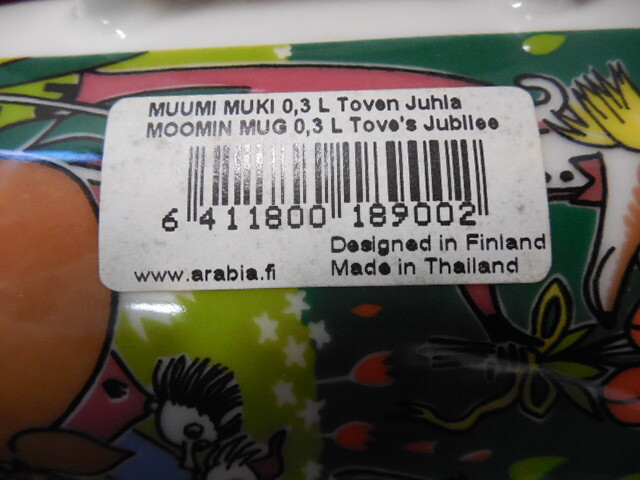 MUUMI MUKI 0,3 L Toven Juhla
MOOMIN MUG 0,3 L Tove's Jubilee
6 411800 189002
Designed in Finland
www.arabia.fi Made in Thailand